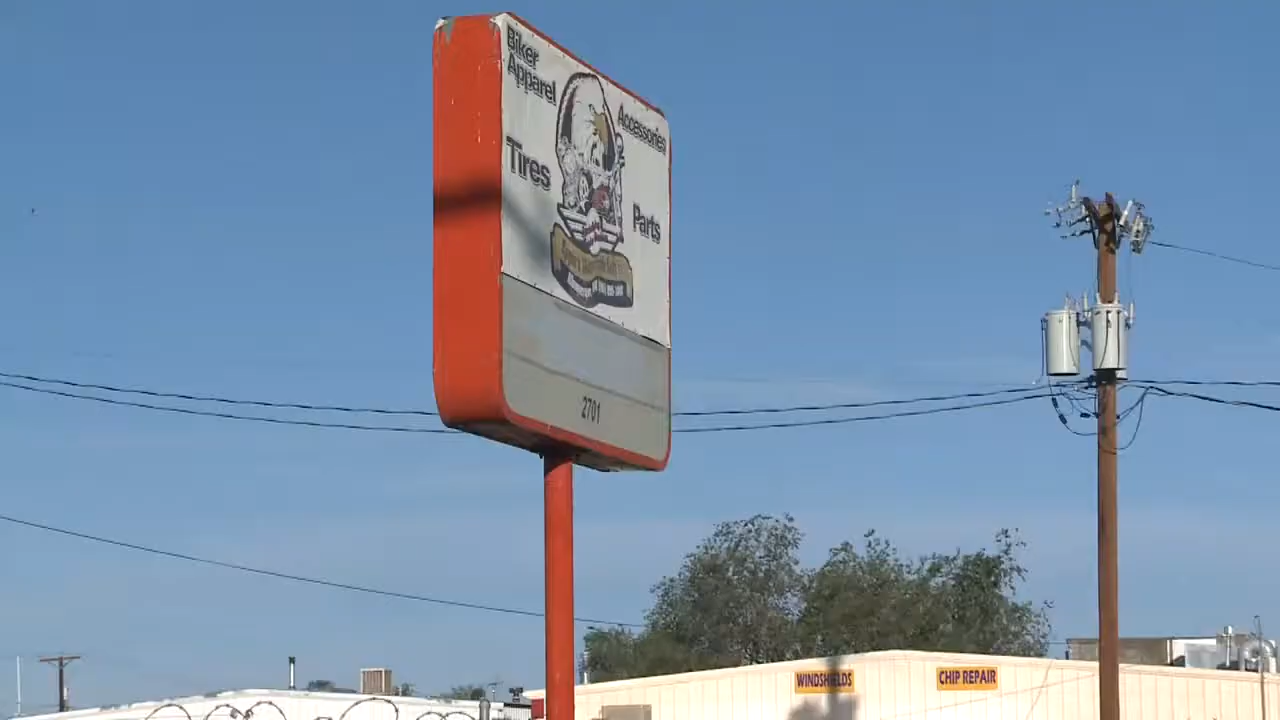 Biker
Apparel
Accessories
Tires
Parts
2701
WINDSHIELDS
CHIP REPAIR